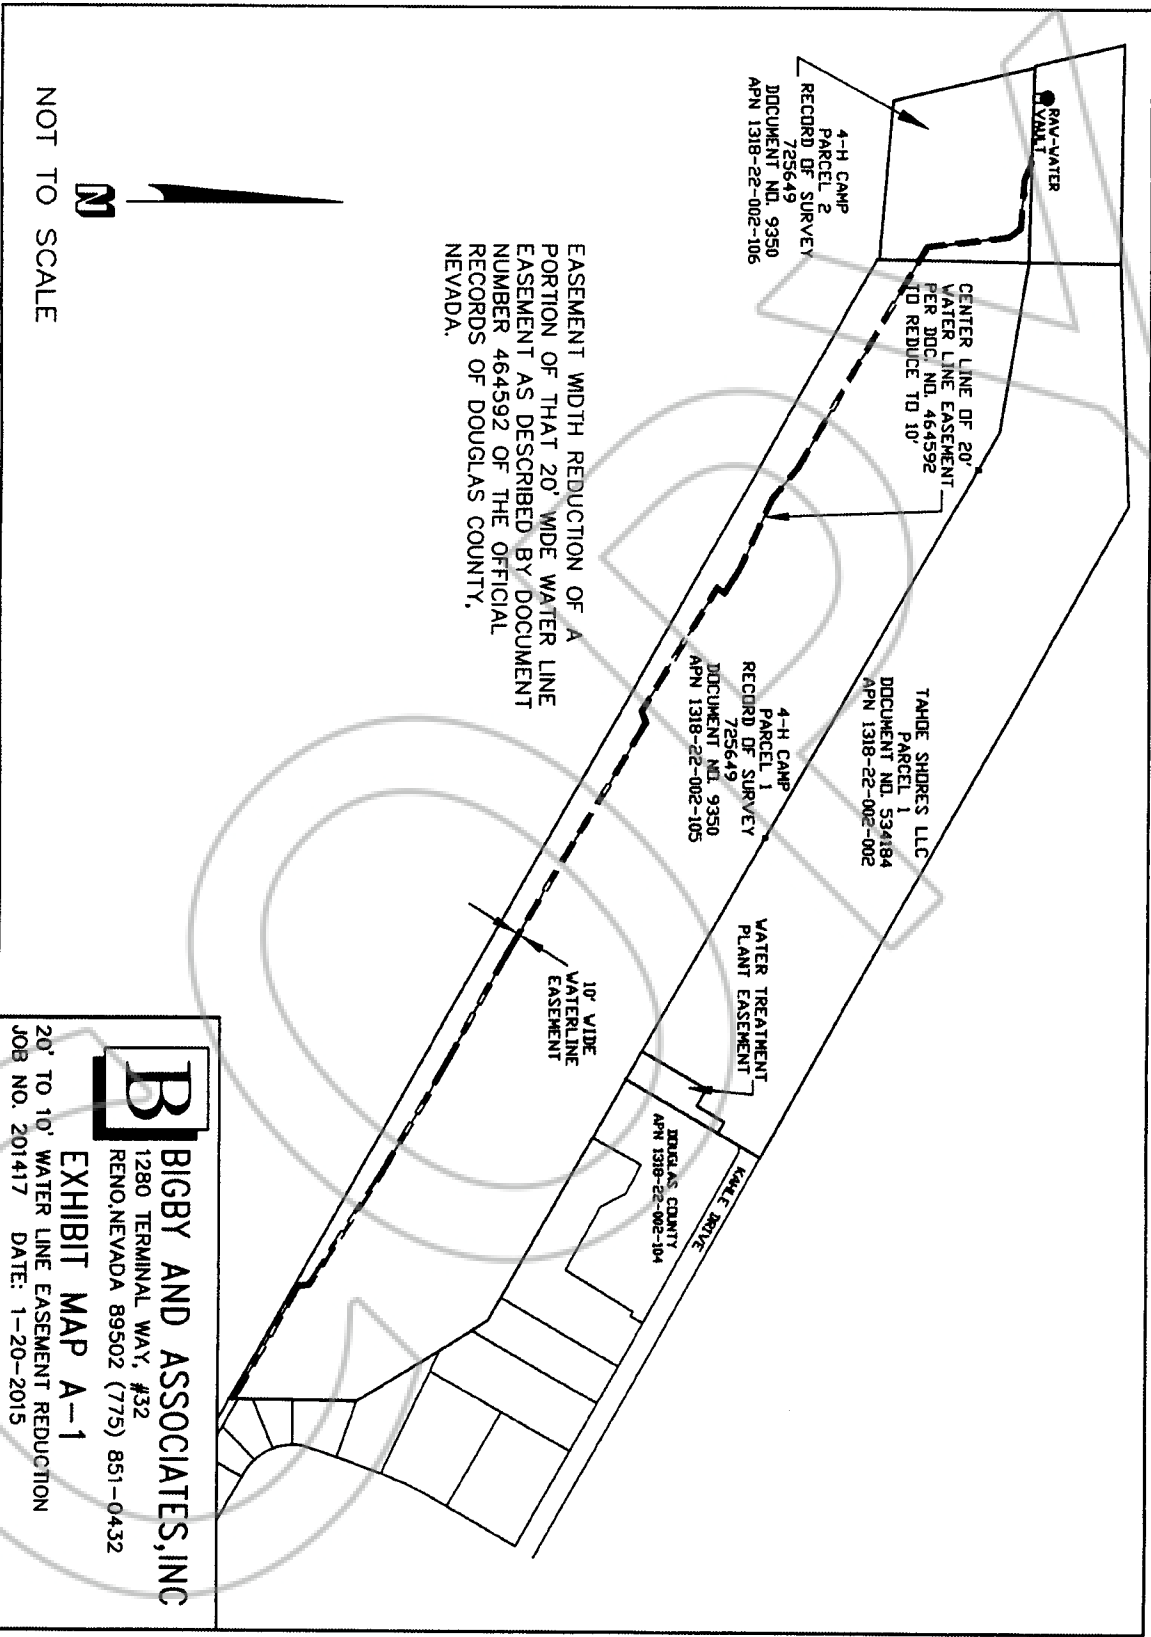 RAW-WATER
VAULT
4-H CAMP
PARCEL 2
RECORD OF SURVEY
725649
DOCUMENT NO. 9350
APN 1318-22-002-106
CENTER LINE OF 20'
WATER LINE EASEMENT
PER DOC. NO. 464592
TO REDUCE TO 10'
TAHOE SHORES LLC
PARCEL 1
DOCUMENT NO. 534184
APN 1318-22-002-002
4-H CAMP
PARCEL 1
RECORD OF SURVEY
725649
DOCUMENT NO. 9350
APN 1318-22-002-105
WATER TREATMENT
PLANT EASEMENT
KAHLE DRIVE
DOUGLAS COUNTY
APN 1318-22-002-104
10' WIDE
WATERLINE
EASEMENT
EASEMENT WIDTH REDUCTION OF A
PORTION OF THAT 20' WIDE WATER LINE
EASEMENT AS DESCRIBED BY DOCUMENT
NUMBER 464592 OF THE OFFICIAL
RECORDS OF DOUGLAS COUNTY,
NEVADA.
N
NOT TO SCALE
B
BIGBY AND ASSOCIATES,INC
1280 TERMINAL WAY, #32
RENO,NEVADA 89502 (775) 851-0432
EXHIBIT MAP A-1
20' TO 10' WATER LINE EASEMENT REDUCTION
JOB NO. 201417 DATE: 1-20-2015
COPY